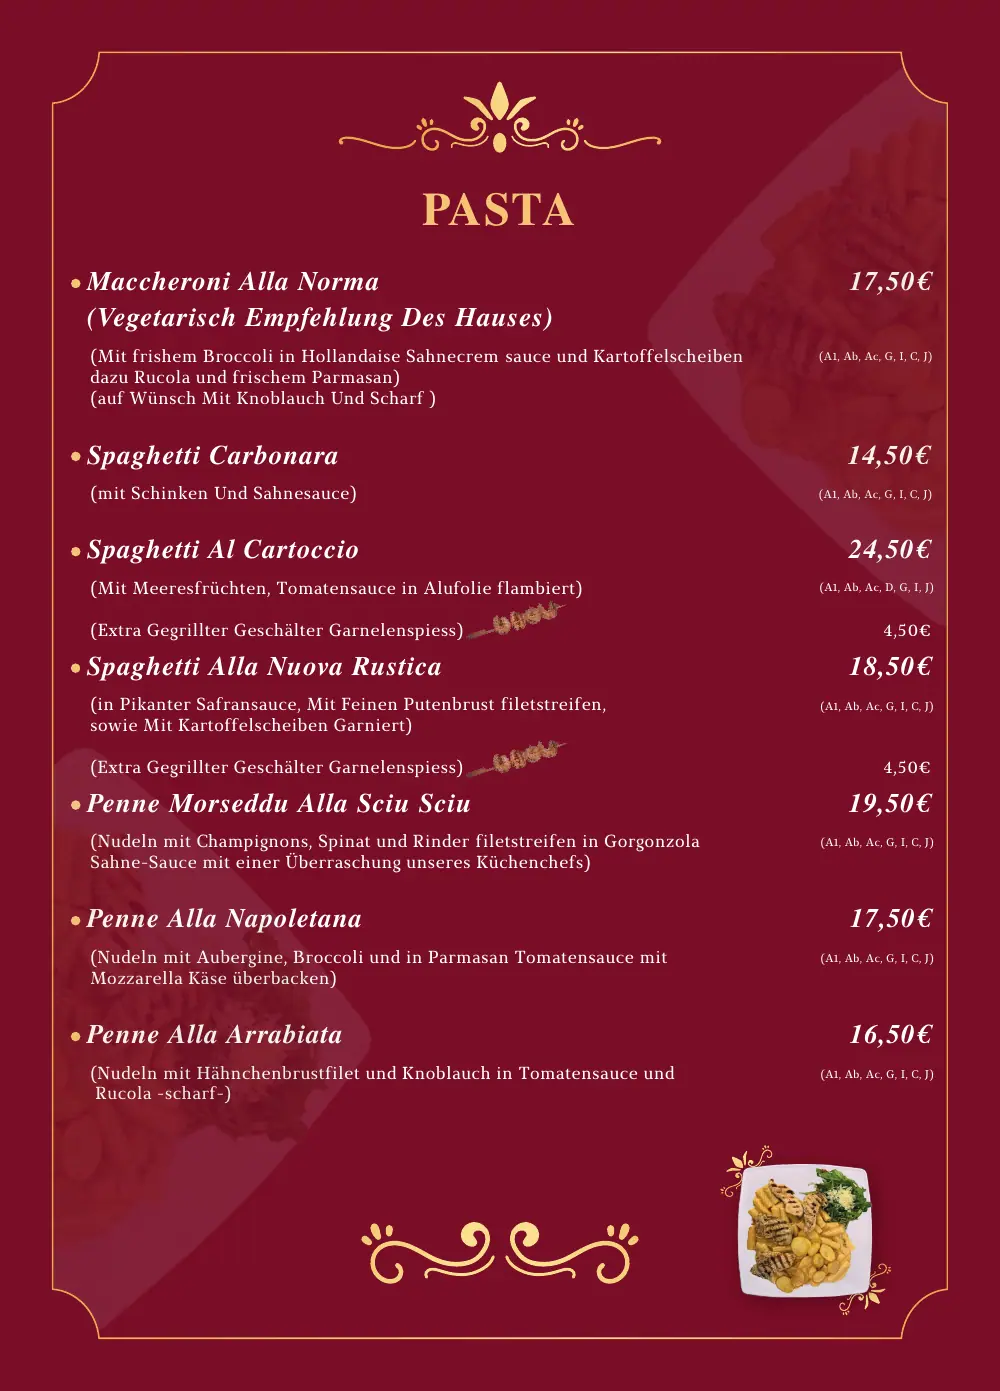 PASTA
Maccheroni Alla Norma 17,50€
(Vegetarisch Empfehlung Des Hauses)
(Mit frishem Broccoli in Hollandaise Sahnecrem sauce und Kartoffelscheiben (A1, Ab, Ac, G, I, C, J)
dazu Rucola und frischem Parmasan)
(auf Wünsch Mit Knoblauch Und Scharf )
Spaghetti Carbonara 14,50€
(mit Schinken Und Sahnesauce) (A1, Ab, Ac, G, I, C, J)
Spaghetti Al Cartoccio 24,50€
(Mit Meeresfrüchten, Tomatensauce in Alufolie flambiert) (A1, Ab, Ac, D, G, I, J)
(Extra Gegrillter Geschälter Garnelenspiess) 4,50€
Spaghetti Alla Nuova Rustica 18,50€
(in Pikanter Safransauce, Mit Feinen Putenbrust filetstreifen, (A1, Ab, Ac, G, I, C, J)
sowie Mit Kartoffelscheiben Garniert)
(Extra Gegrillter Geschälter Garnelenspiess) 4,50€
Penne Morseddu Alla Sciu Sciu 19,50€
(Nudeln mit Champignons, Spinat und Rinder filetstreifen in Gorgonzola (A1, Ab, Ac, G, I, C, J)
Sahne-Sauce mit einer Überraschung unseres Küchenchefs)
Penne Alla Napoletana 17,50€
(Nudeln mit Aubergine, Broccoli und in Parmasan Tomatensauce mit (A1, Ab, Ac, G, I, C, J)
Mozzarella Käse überbacken)
Penne Alla Arrabiata 16,50€
(Nudeln mit Hähnchenbrustfilet und Knoblauch in Tomatensauce und (A1, Ab, Ac, G, I, C, J)
Rucola -scharf-)